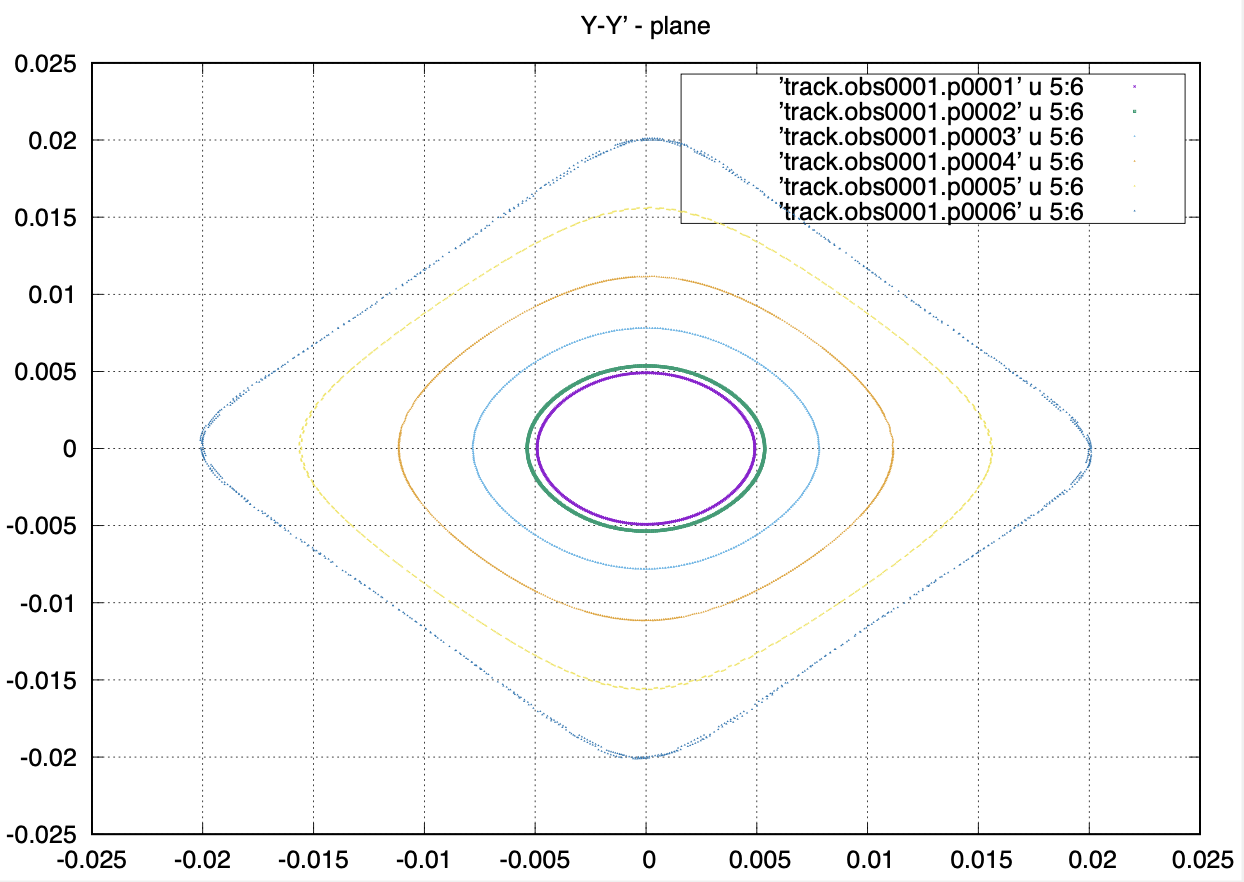 Y-Y’ - plane
’track.obs0001.p0001’ u 5:6
’track.obs0001.p0002’ u 5:6
’track.obs0001.p0003’ u 5:6
’track.obs0001.p0004’ u 5:6
’track.obs0001.p0005’ u 5:6
’track.obs0001.p0006’ u 5:6
0.025
0.02
0.015
0.01
0.005
0
-0.005
-0.01
-0.015
-0.02
-0.025
-0.025 -0.02 -0.015 -0.01 -0.005 0 0.005 0.01 0.015 0.02 0.025